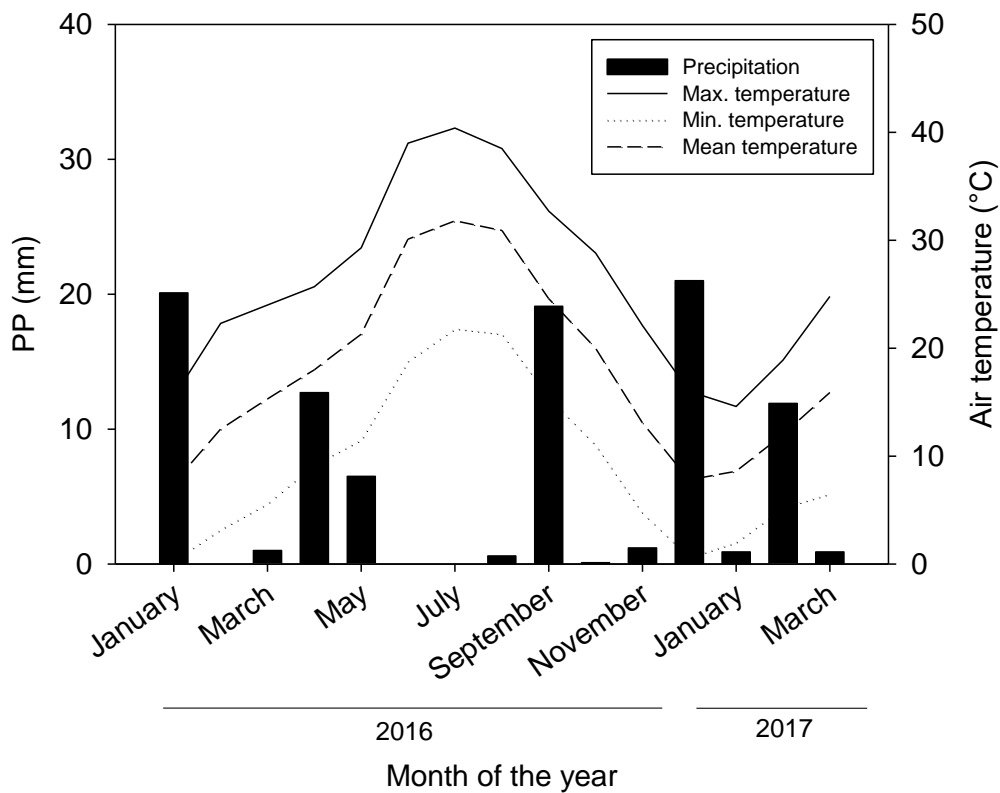 40
30
20
10
0
PP (mm)
50
40
30
20
10
0
Air temperature (°C)
Precipitation
Max. temperature
Min. temperature
Mean temperature
January
March
May
July
September
November
January
March
2016
2017
Month of the year